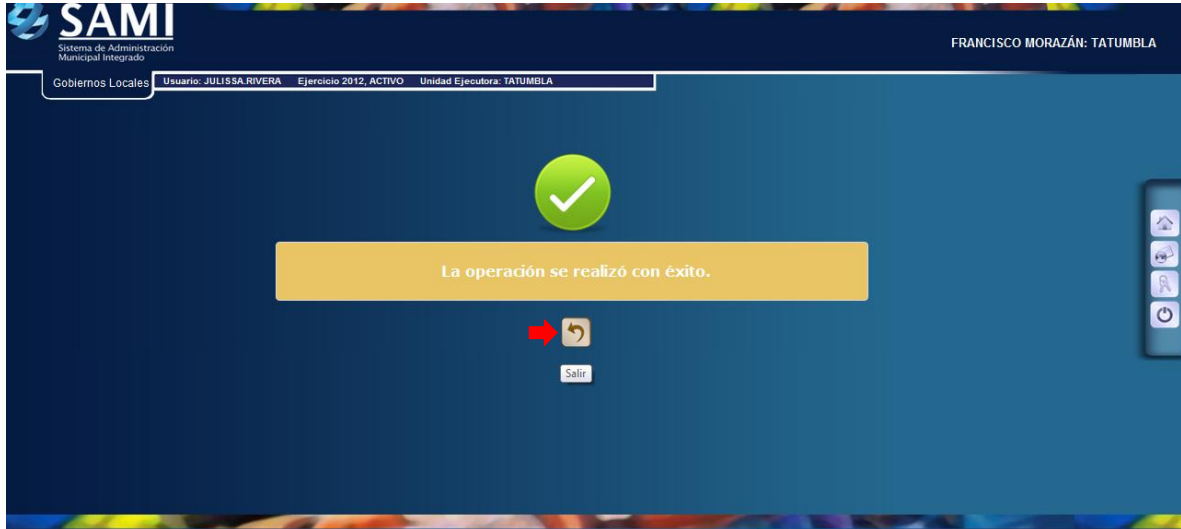 SAMI
Sistema de Administración
Municipal Integrado
FRANCISCO MORAZÁN: TATUMBLA
Gobiernos Locales
Usuario: JULISSA.RIVERA Ejercicio 2012, ACTIVO Unidad Ejecutora: TATUMBLA
La operación se realizó con éxito.
Salir